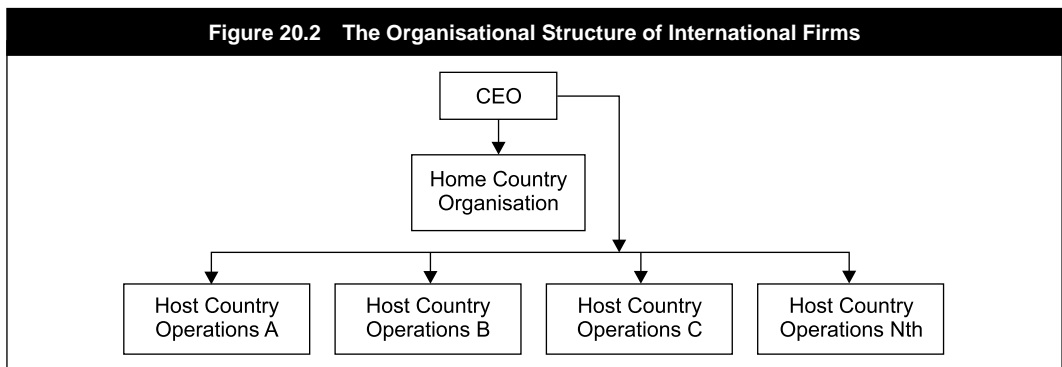 Figure 20.2 The Organisational Structure of International Firms
CEO
Home Country
Organisation
Host Country
Operations A
Host Country
Operations B
Host Country
Operations C
Host Country
Operations Nth